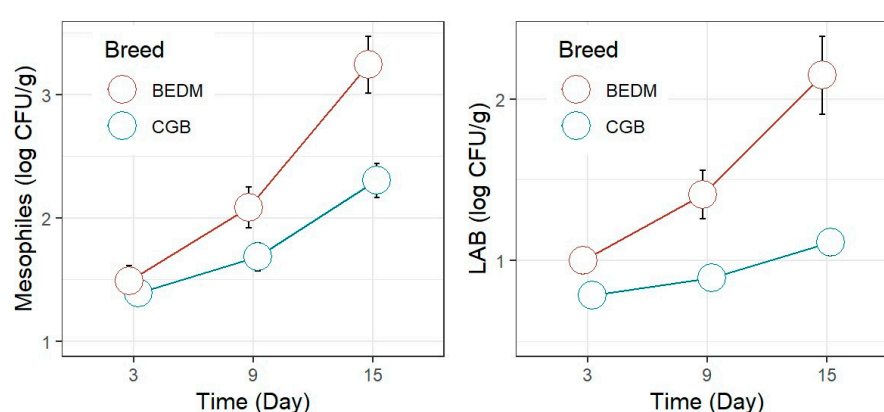 Breed
BEDM
CGB
Mesophiles (log CFU/g)
3
2
1
3
9
15
Time (Day)
Breed
BEDM
CGB
LAB (log CFU/g)
2
1
3
9
15
Time (Day)